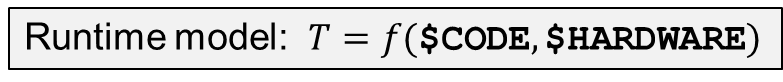 Runtime model: T = f($CODE, $HARDWARE)